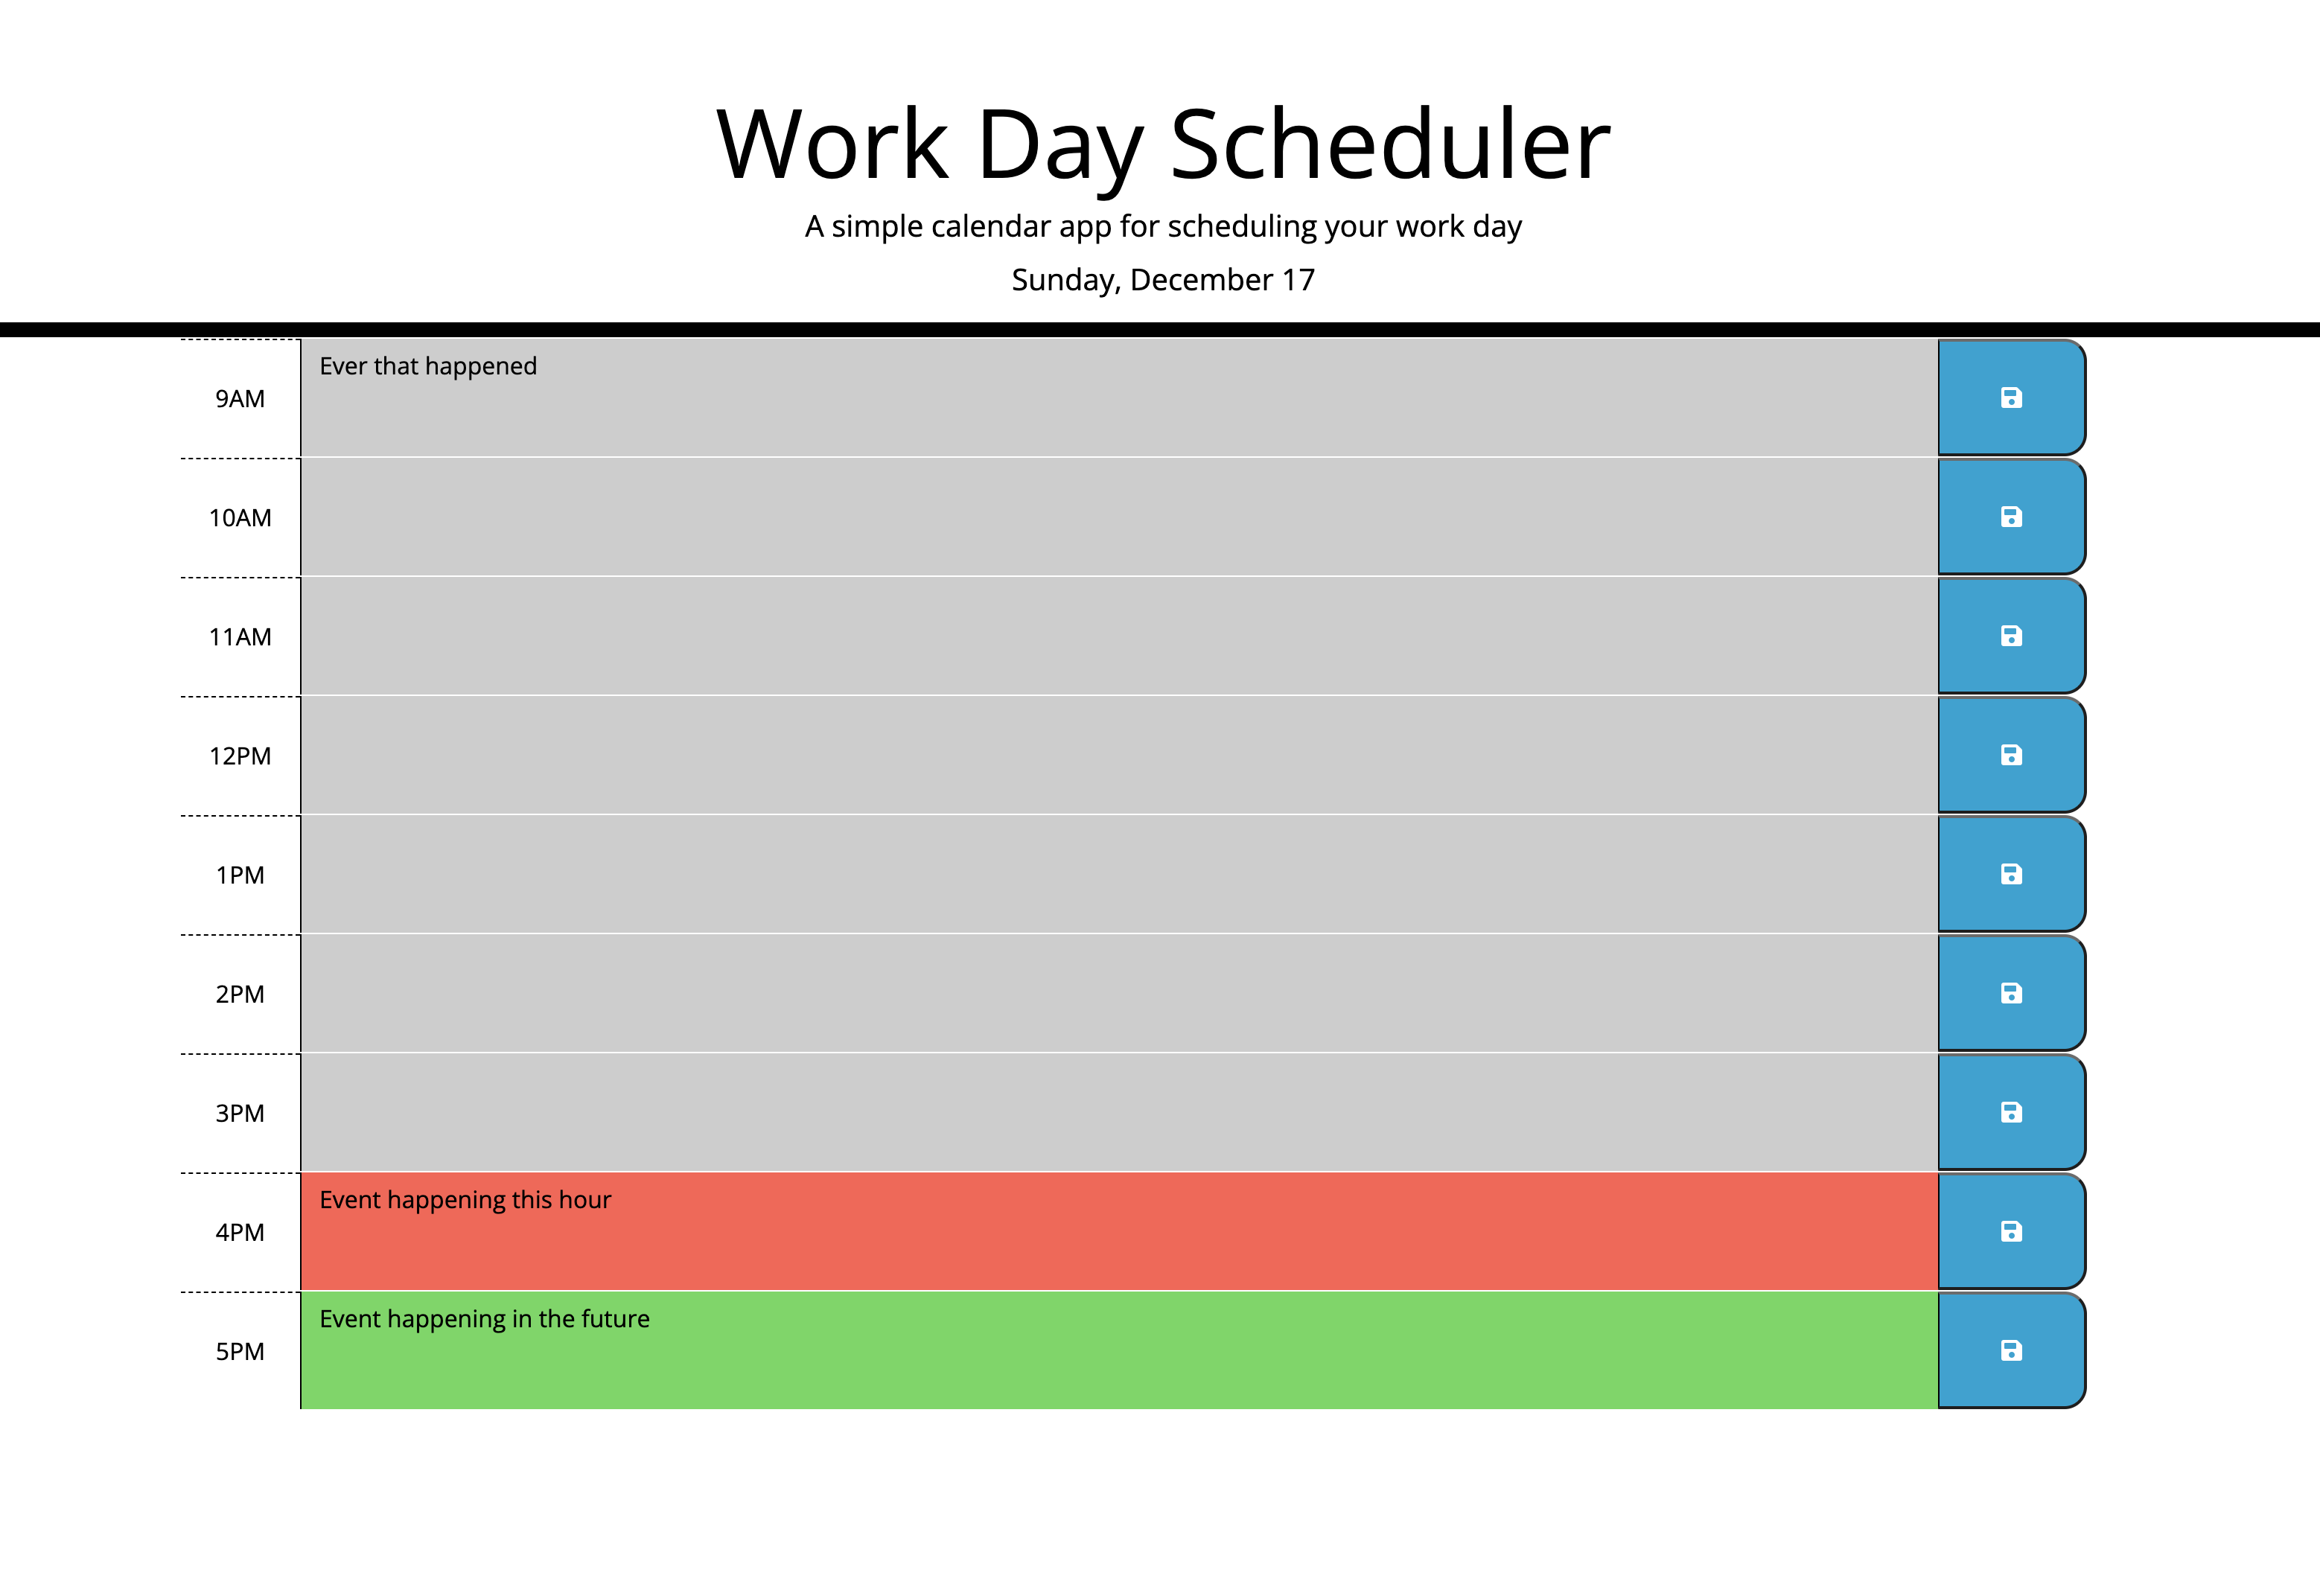 Work Day Scheduler
A simple calendar app for scheduling your work day
Sunday, December 17
9AM
Ever that happened
10AM
11AM
12PM
1PM
2PM
3PM
4PM
Event happening this hour
5PM
Event happening in the future